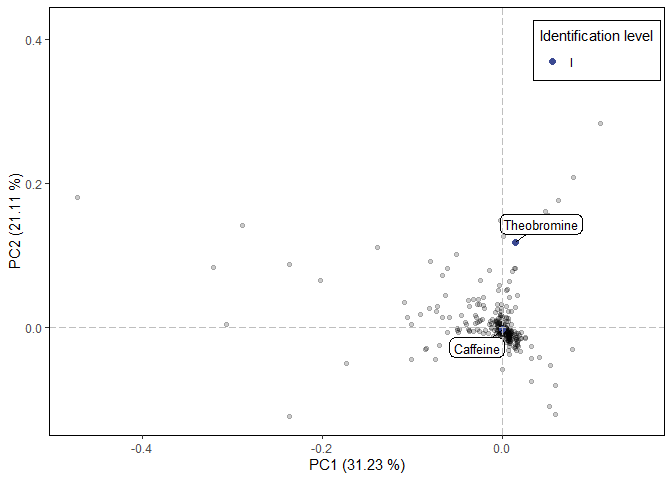 Identification level
I
0.4
0.2
0.0
PC2 (21.11 %)
Theobromine
Caffeine
-0.4
-0.2
0.0
PC1 (31.23 %)